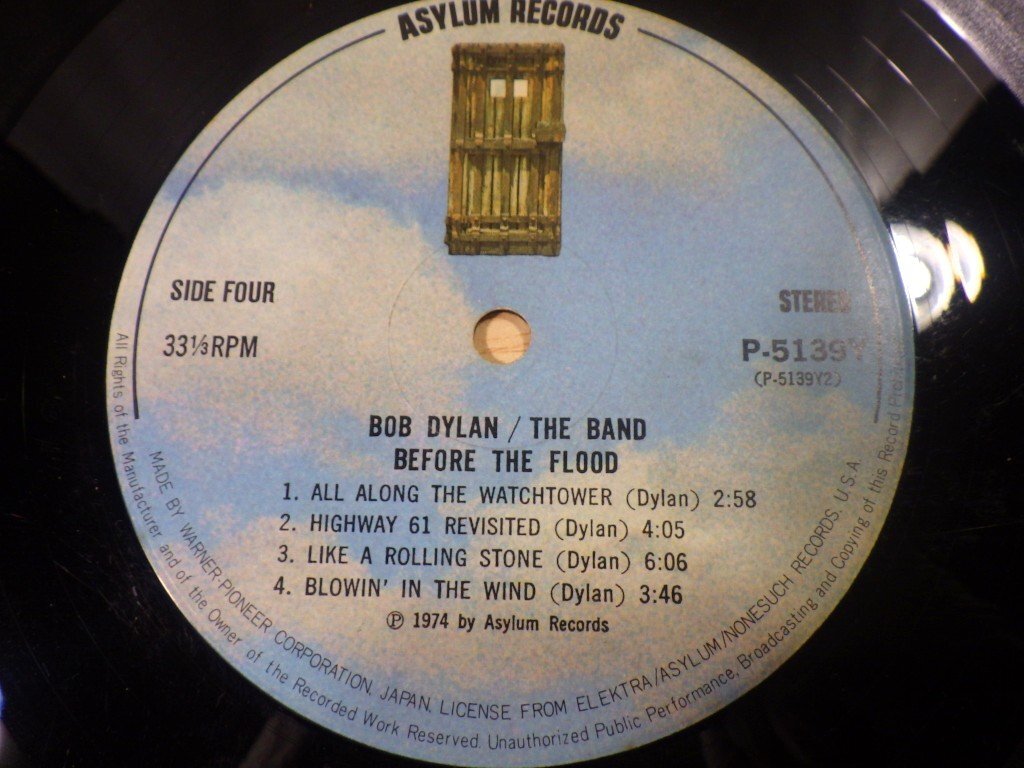 ASYLUM RECORDS
SIDE FOUR
33⅓RPM
STEREO
P-5139Y
(P-5139Y2)
BOB DYLAN / THE BAND
BEFORE THE FLOOD
1. ALL ALONG THE WATCHTOWER (Dylan) 2:58
2. HIGHWAY 61 REVISITED (Dylan) 4:05
3. LIKE A ROLLING STONE (Dylan) 6:06
4. BLOWIN' IN THE WIND (Dylan) 3:46
℗ 1974 by Asylum Records
MADE BY WARNER-PIONEER CORPORATION, JAPAN. LICENSE FROM ELEKTRA/ASYLUM/NONESUCH RECORDS. U.S.A.
All Rights of the Manufacturer and of the Owner of the Recorded Work Reserved. Unauthorized Public Performance, Broadcasting and Copying of this Record